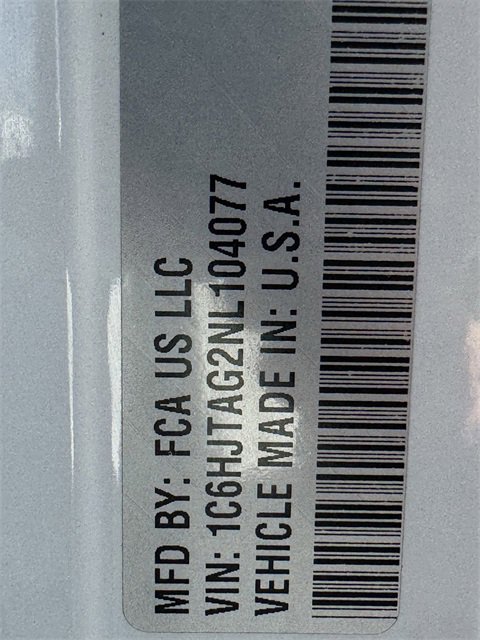 MFD BY: FCA US LLC
VIN: 1C6HJTAG2NL104077
VEHICLE MADE IN: U.S.A.